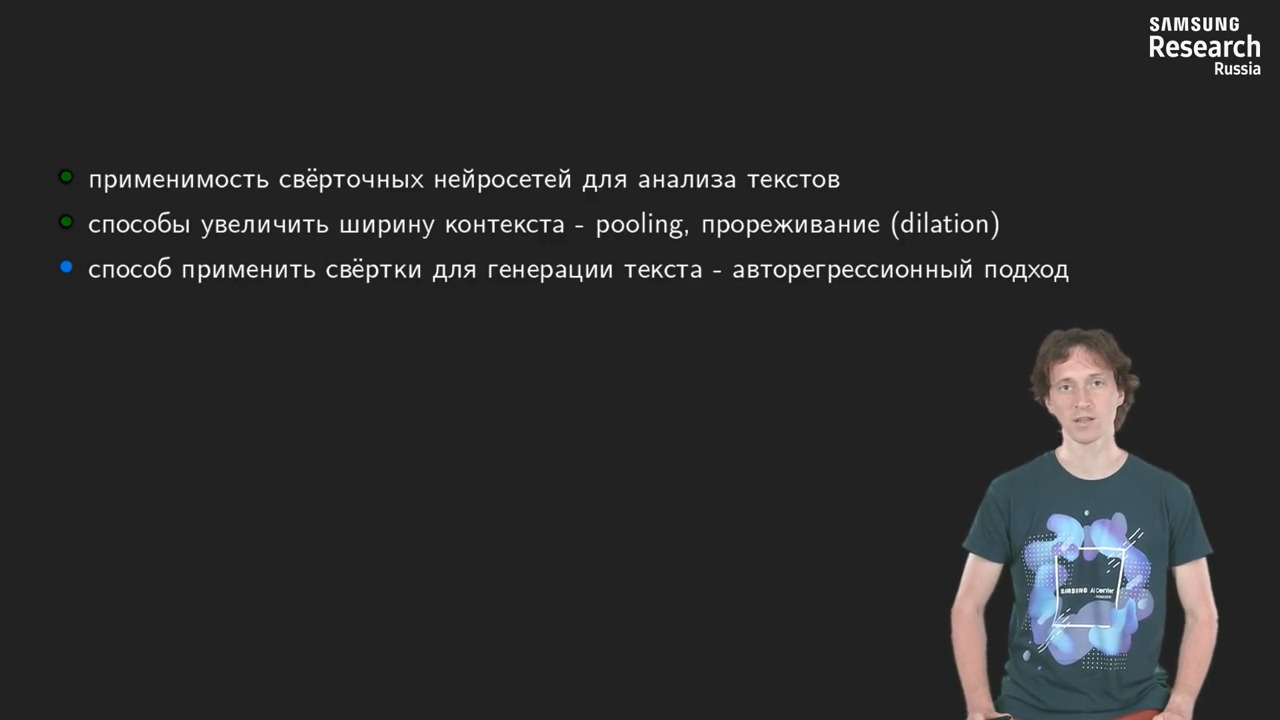 SAMSUNG
Research
Russia
применимость свёрточных нейросетей для анализа текстов
способы увеличить ширину контекста - pooling, прореживание (dilation)
способ применить свёртки для генерации текста - авторегрессионный подход
SAMSUNG AI Center